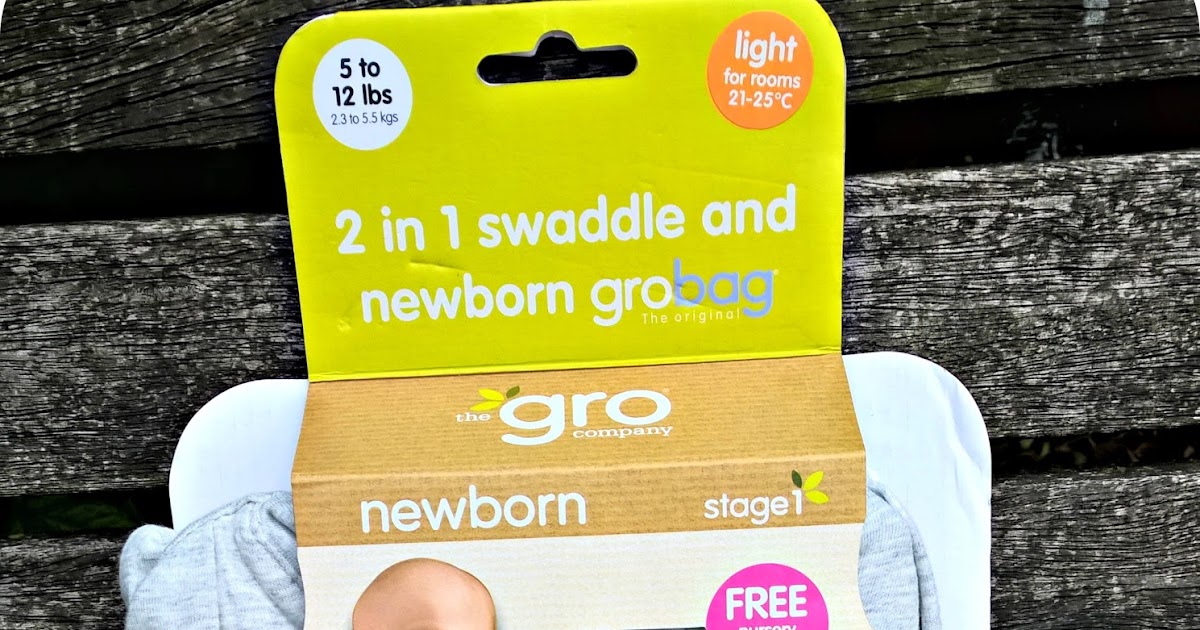 5 to
12 lbs
2.3 to 5.5 kgs
light
for rooms
21-25°C
2 in 1 swaddle and
newborn grobag
The original
the gro
company
newborn
stage1
FREE
nursery